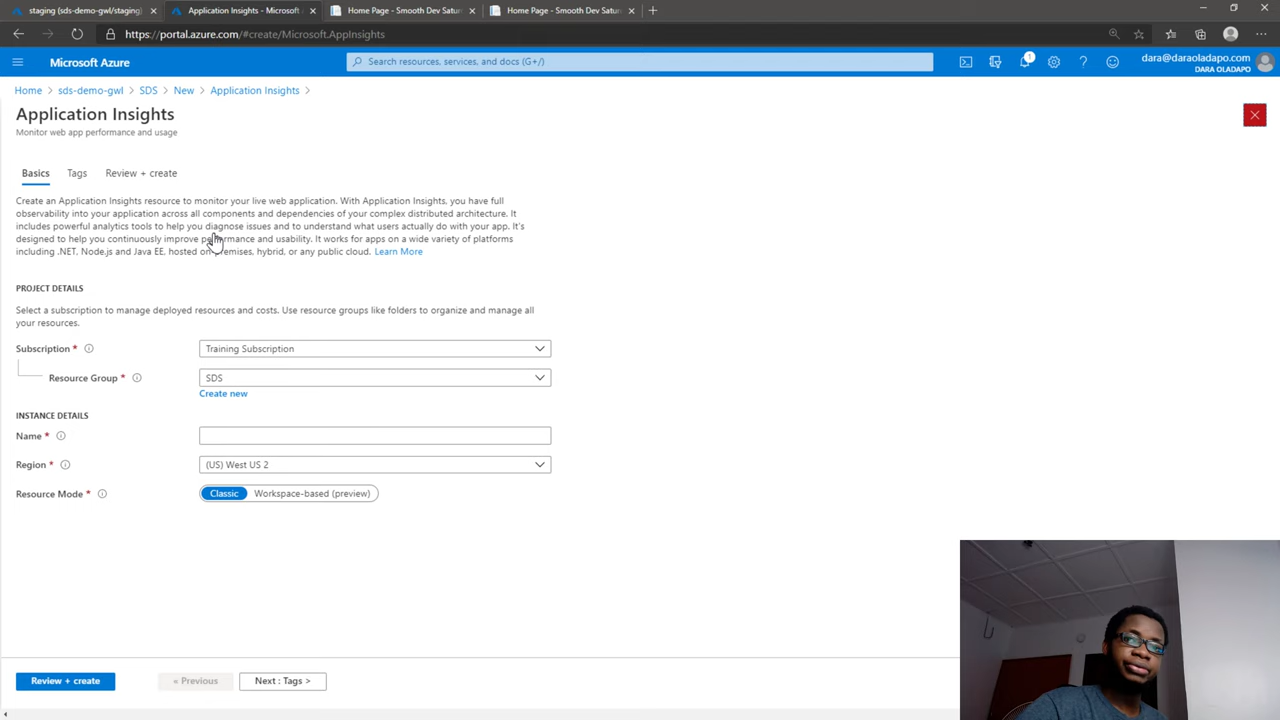 staging (sds-demo-gwl/staging)
Application Insights - Microsoft
Home Page - Smooth Dev Satur
Home Page - Smooth Dev Satur
https://portal.azure.com/#create/Microsoft.AppInsights
Microsoft Azure
Search resources, services, and docs (G+/)
1
dara@daraoladapo.com
DARA OLADAPO
Home > sds-demo-gwl > SDS > New > Application Insights >
Application Insights
Monitor web app performance and usage
Basics Tags Review + create
Create an Application Insights resource to monitor your live web application. With Application Insights, you have full
observability into your application across all components and dependencies of your complex distributed architecture. It
includes powerful analytics tools to help you diagnose issues and to understand what users actually do with your app. It's
designed to help you continuously improve performance and usability. It works for apps on a wide variety of platforms
including .NET, Node.js and Java EE, hosted on-premises, hybrid, or any public cloud. Learn More
PROJECT DETAILS
Select a subscription to manage deployed resources and costs. Use resource groups like folders to organize and manage all
your resources.
Subscription * Training Subscription
Resource Group * SDS
Create new
INSTANCE DETAILS
Name *
Region * (US) West US 2
Resource Mode * Classic Workspace-based (preview)
Review + create « Previous Next : Tags >